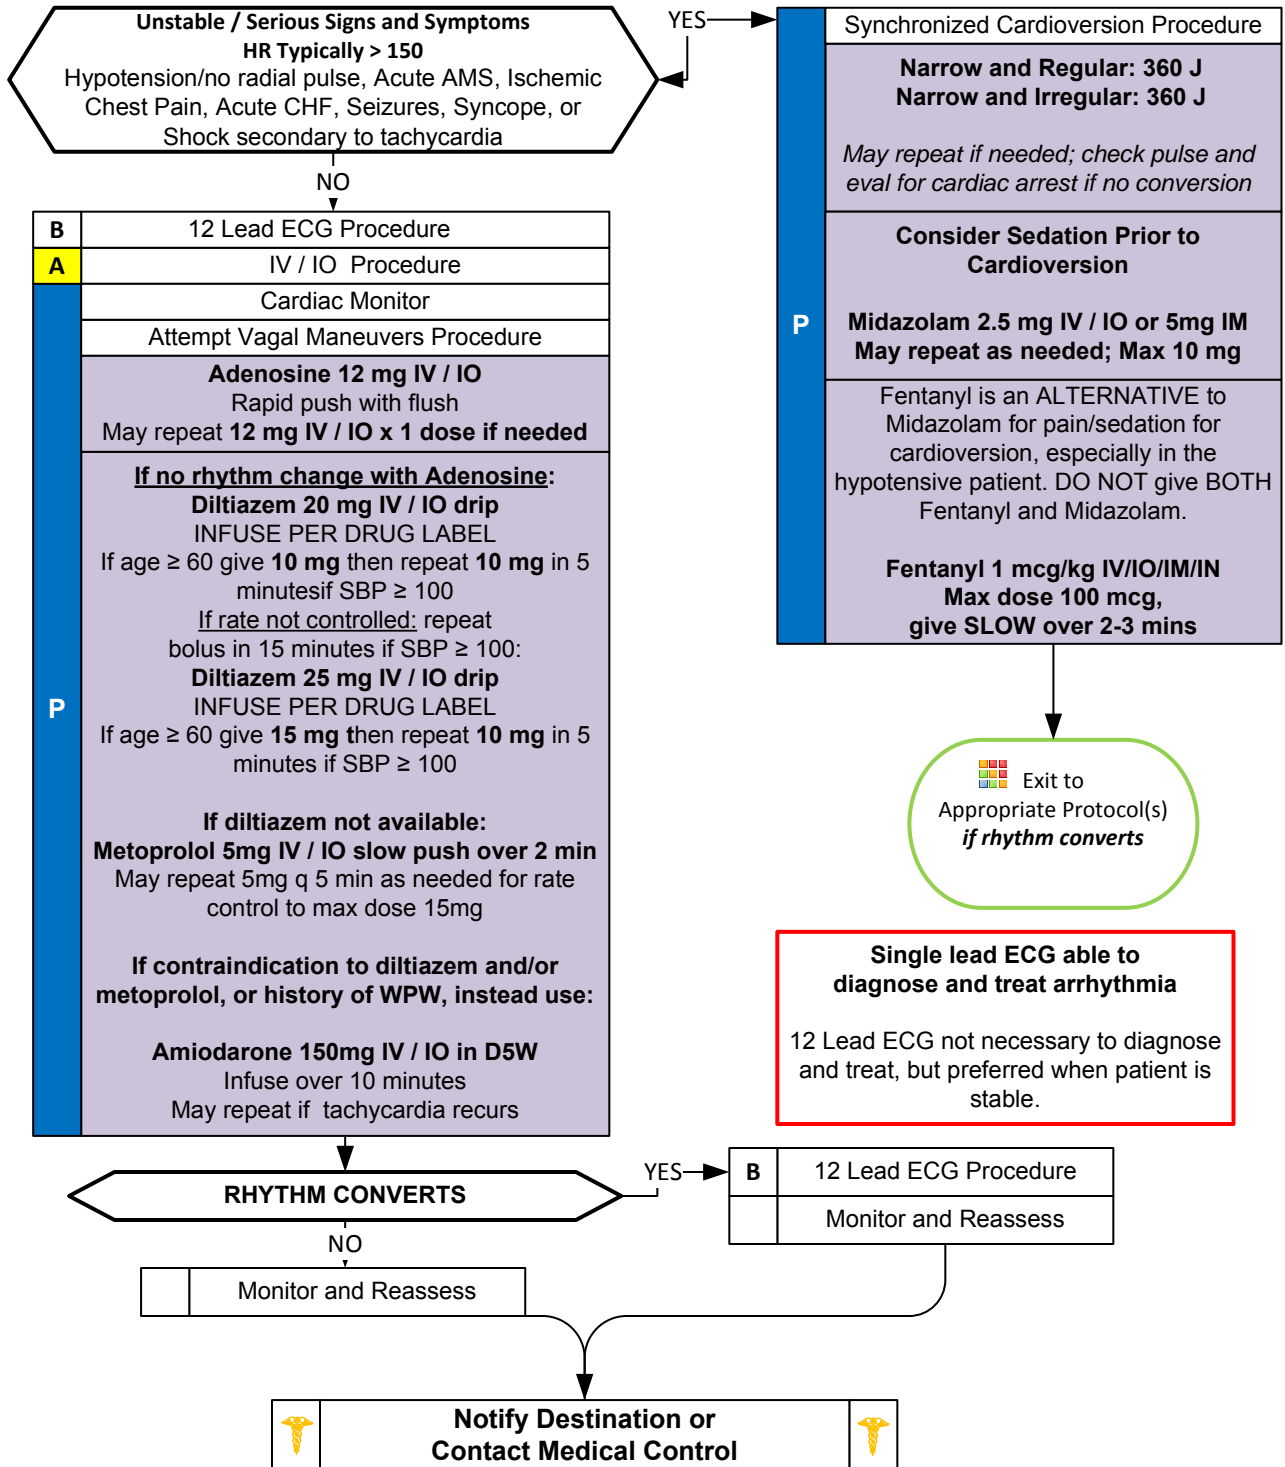 Unstable / Serious Signs and Symptoms
HR Typically > 150
Hypotension/no radial pulse, Acute AMS, Ischemic
Chest Pain, Acute CHF, Seizures, Syncope, or
Shock secondary to tachycardia
YES
NO
Synchronized Cardioversion Procedure
P
Narrow and Regular: 360 J
Narrow and Irregular: 360 J
May repeat if needed; check pulse and
eval for cardiac arrest if no conversion
Consider Sedation Prior to
Cardioversion
Midazolam 2.5 mg IV / IO or 5mg IM
May repeat as needed; Max 10 mg
Fentanyl is an ALTERNATIVE to
Midazolam for pain/sedation for
cardioversion, especially in the
hypotensive patient. DO NOT give BOTH
Fentanyl and Midazolam.
Fentanyl 1 mcg/kg IV/IO/IM/IN
Max dose 100 mcg,
give SLOW over 2-3 mins
Exit to
Appropriate Protocol(s)
if rhythm converts
B 12 Lead ECG Procedure
A IV / IO Procedure
P
Cardiac Monitor
Attempt Vagal Maneuvers Procedure
Adenosine 12 mg IV / IO
Rapid push with flush
May repeat 12 mg IV / IO x 1 dose if needed
If no rhythm change with Adenosine:
Diltiazem 20 mg IV / IO drip
INFUSE PER DRUG LABEL
If age ≥ 60 give 10 mg then repeat 10 mg in 5
minutesif SBP ≥ 100
If rate not controlled: repeat
bolus in 15 minutes if SBP ≥ 100:
Diltiazem 25 mg IV / IO drip
INFUSE PER DRUG LABEL
If age ≥ 60 give 15 mg then repeat 10 mg in 5
minutes if SBP ≥ 100
If diltiazem not available:
Metoprolol 5mg IV / IO slow push over 2 min
May repeat 5mg q 5 min as needed for rate
control to max dose 15mg
If contraindication to diltiazem and/or
metoprolol, or history of WPW, instead use:
Amiodarone 150mg IV / IO in D5W
Infuse over 10 minutes
May repeat if tachycardia recurs
Single lead ECG able to
diagnose and treat arrhythmia
12 Lead ECG not necessary to diagnose
and treat, but preferred when patient is
stable.
RHYTHM CONVERTS
YES
B 12 Lead ECG Procedure
Monitor and Reassess
NO
Monitor and Reassess
Notify Destination or
Contact Medical Control